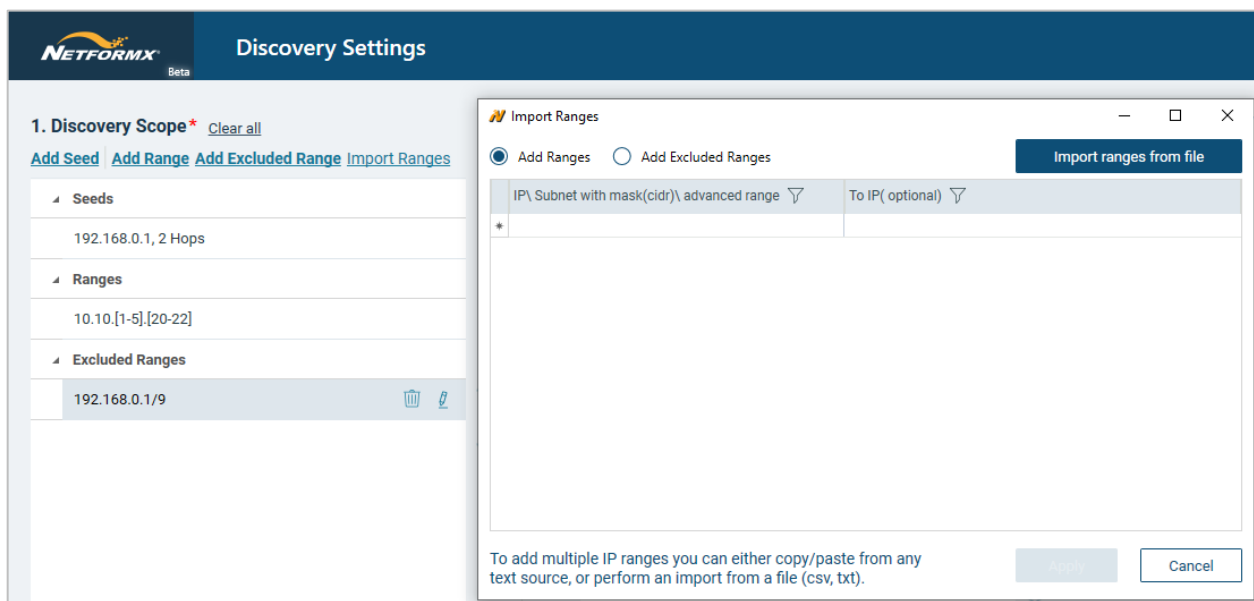 NETFORMX
Beta
Discovery Settings
1. Discovery Scope* Clear all
Add Seed Add Range Add Excluded Range Import Ranges
Seeds
192.168.0.1, 2 Hops
Ranges
10.10.[1-5].[20-22]
Excluded Ranges
192.168.0.1/9
Import Ranges
Add Ranges Add Excluded Ranges Import ranges from file
IP\ Subnet with mask(cidr)\ advanced range To IP( optional)
To add multiple IP ranges you can either copy/paste from any
text source, or perform an import from a file (csv, txt).
Apply Cancel